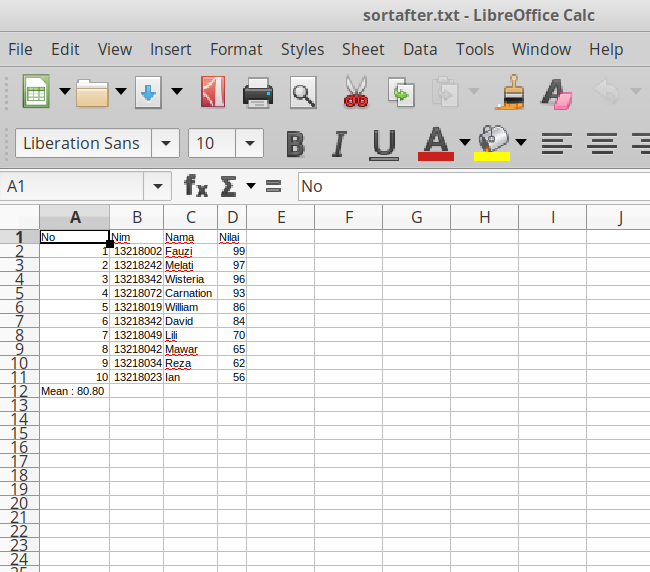 sortafter.txt - LibreOffice Calc
File Edit View Insert Format Styles Sheet Data Tools Window Help
Liberation Sans 10 B I U A
A1 fx Σ = No
A B C D E F G H I J
1 No Nim Nama Nilai
2 1 13218002 Fauzi 99
3 2 13218242 Melati 97
4 3 13218342 Wisteria 96
5 4 13218072 Carnation 93
6 5 13218019 William 86
7 6 13218342 David 84
8 7 13218049 Lili 70
9 8 13218042 Mawar 65
10 9 13218034 Reza 62
11 10 13218023 Ian 56
12 Mean : 80.80
13
14
15
16
17
18
19
20
21
22
23
24
25